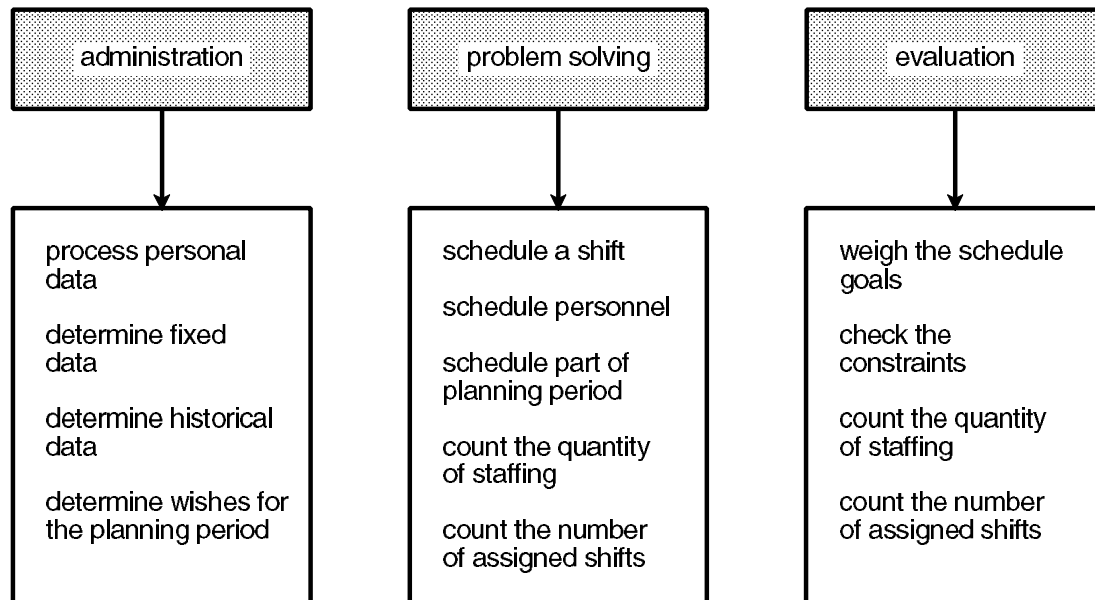 administration
process personal
data
determine fixed
data
determine historical
data
determine wishes for
the planning period
problem solving
schedule a shift
schedule personnel
schedule part of
planning period
count the quantity
of staffing
count the number
of assigned shifts
evaluation
weigh the schedule
goals
check the
constraints
count the quantity
of staffing
count the number
of assigned shifts